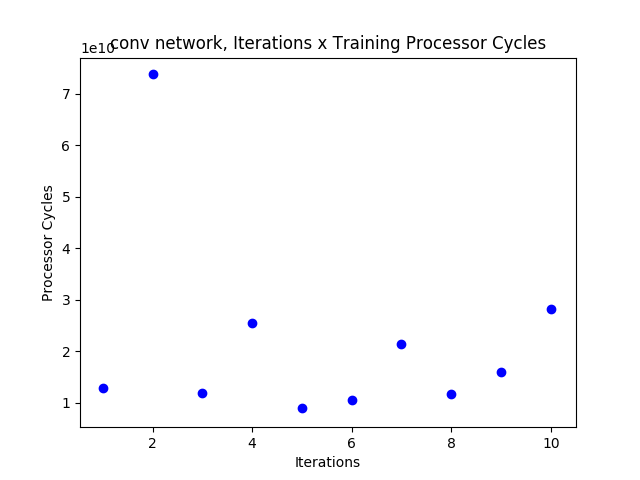 conv network, Iterations x Training Processor Cycles
1e10
7
6
5
4
3
2
1
Processor Cycles
2 4 6 8 10
Iterations